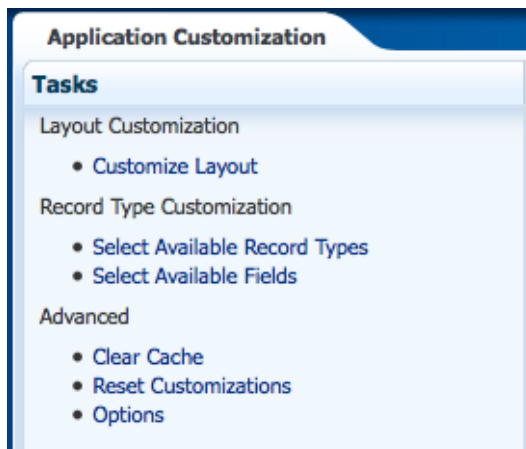 Application Customization
Tasks
Layout Customization
• Customize Layout
Record Type Customization
• Select Available Record Types
• Select Available Fields
Advanced
• Clear Cache
• Reset Customizations
• Options